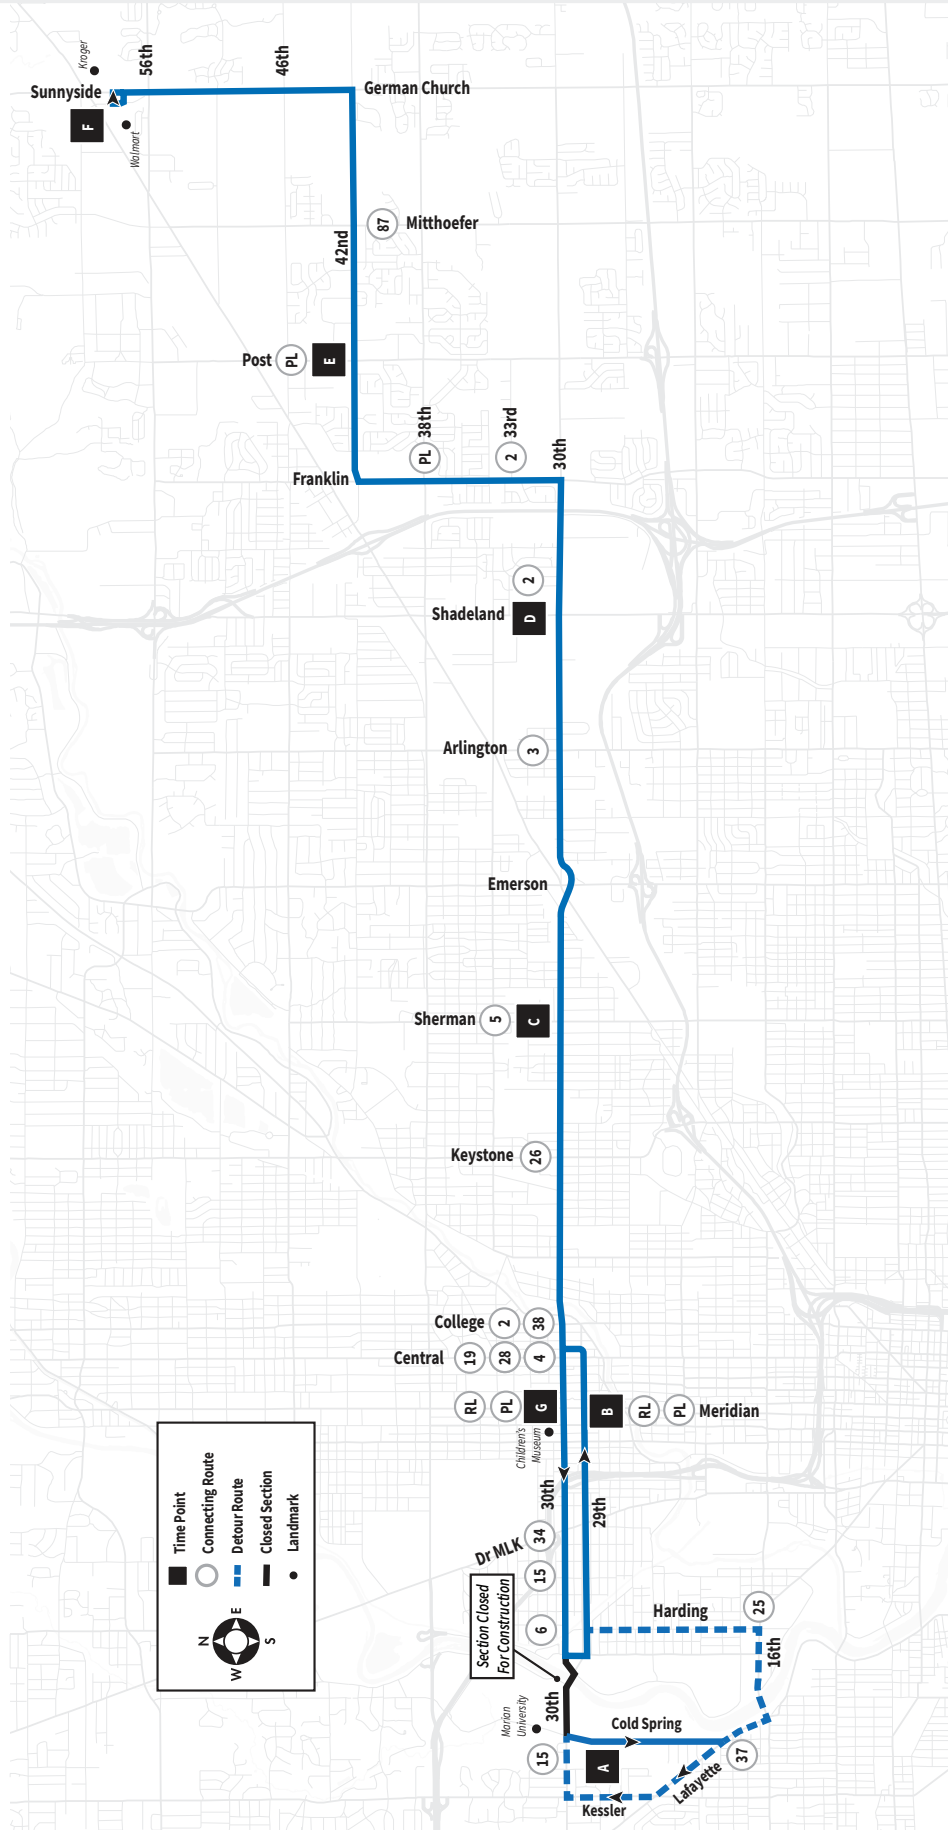 Kroger
Sunnyside
56th
46th
F
Walmart
German Church
87
Mitthoefer
42nd
Post
PL
E
38th
PL
33rd
2
30th
Franklin
2
Shadeland
D
Arlington
3
Emerson
Sherman
5
C
Keystone
26
College
2
38
Central
19
28
4
RL
PL
G
B
RL
PL
Meridian
Children's
Museum
30th
29th
Dr MLK
34
15
6
Section Closed
For Construction
Harding
25
16th
Marian
University
30th
15
A
Cold Spring
37
Lafayette
Kessler
Time Point
Connecting Route
Detour Route
Closed Section
Landmark
N
E
S
W